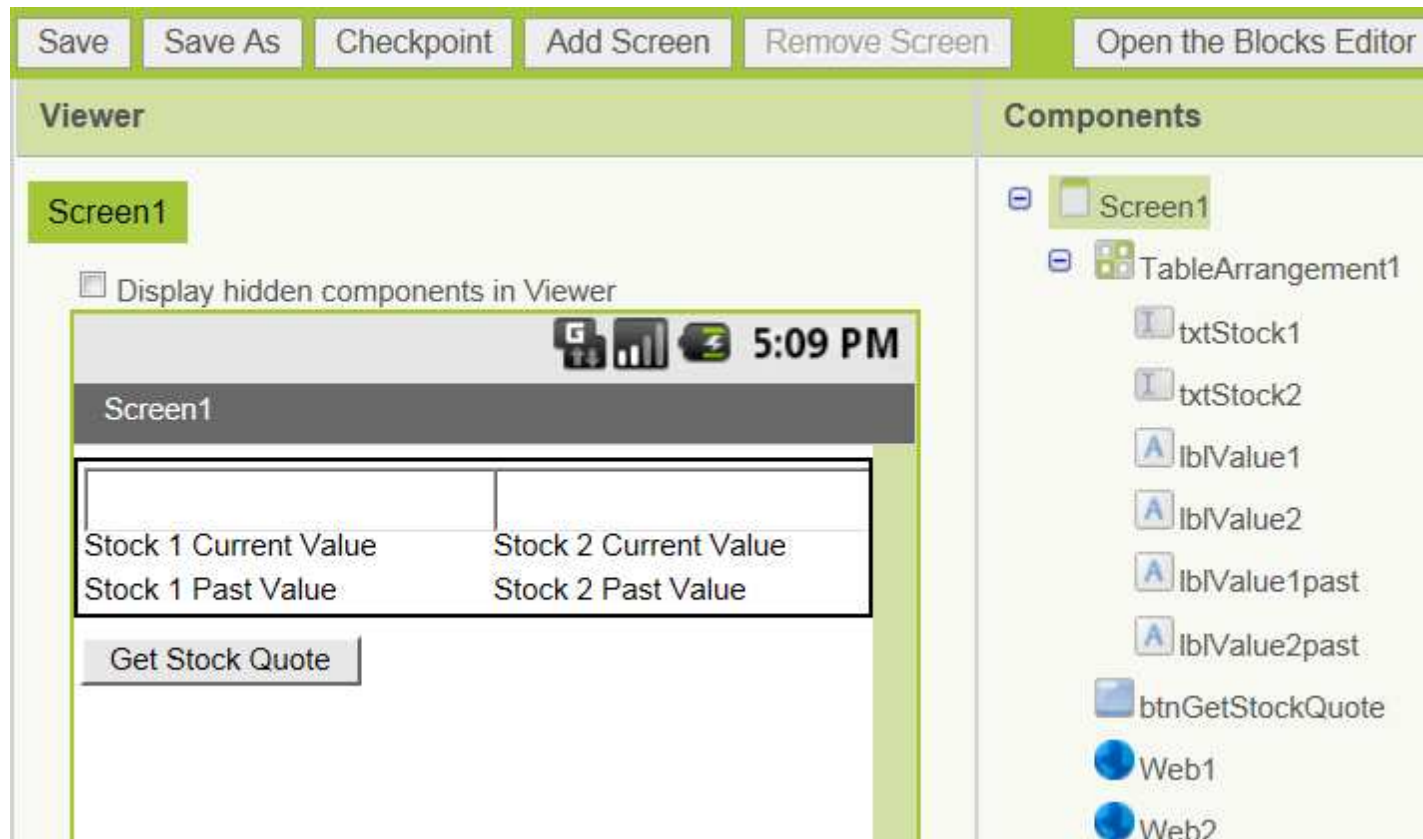 Save Save As Checkpoint Add Screen Remove Screen Open the Blocks Editor
Viewer
Screen1
Display hidden components in Viewer
G 5:09 PM
Screen1
Stock 1 Current Value Stock 2 Current Value
Stock 1 Past Value Stock 2 Past Value
Get Stock Quote
Components
Screen1
TableArrangement1
txtStock1
txtStock2
lblValue1
lblValue2
lblValue1past
lblValue2past
btnGetStockQuote
Web1
Web2